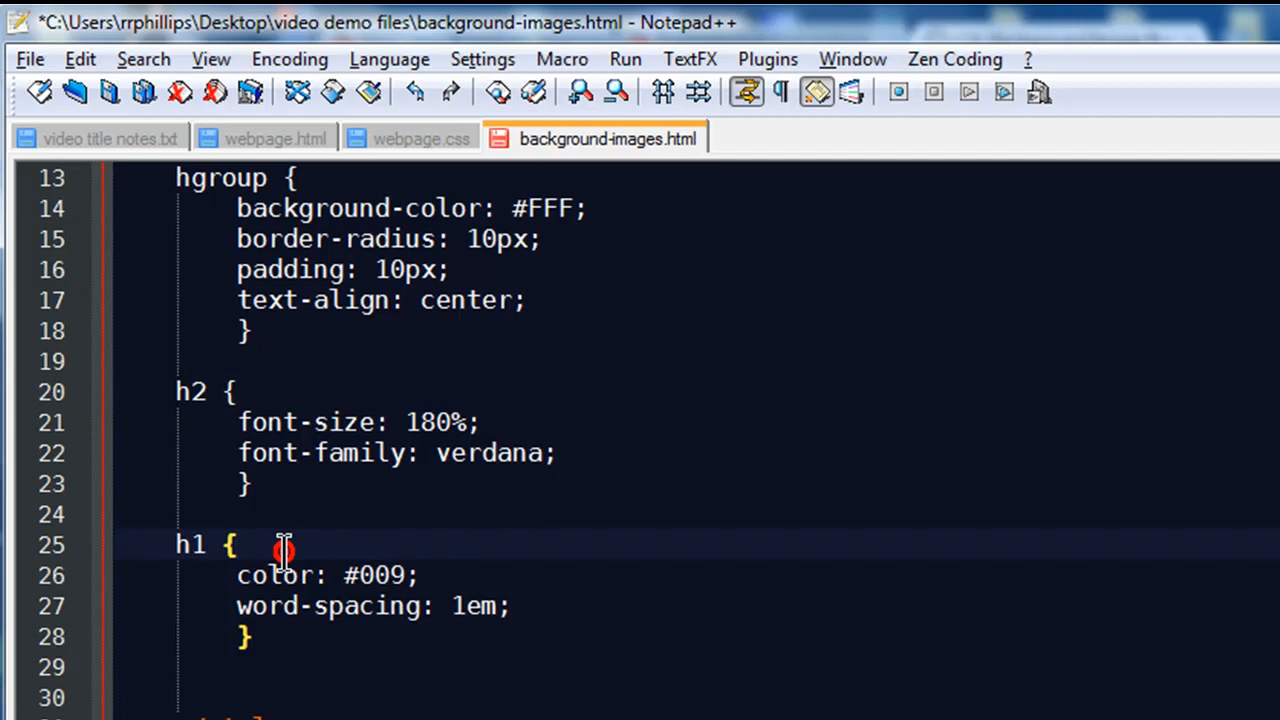 *C:\Users\rrphillips\Desktop\video demo files\background-images.html - Notepad++
File Edit Search View Encoding Language Settings Macro Run TextFX Plugins Window Zen Coding ?
video title notes.txt webpage.html webpage.css background-images.html
13 hgroup {
14 background-color: #FFF;
15 border-radius: 10px;
16 padding: 10px;
17 text-align: center;
18 }
19
20 h2 {
21 font-size: 180%;
22 font-family: verdana;
23 }
24
25 h1 {
26 color: #009;
27 word-spacing: 1em;
28 }
29
30